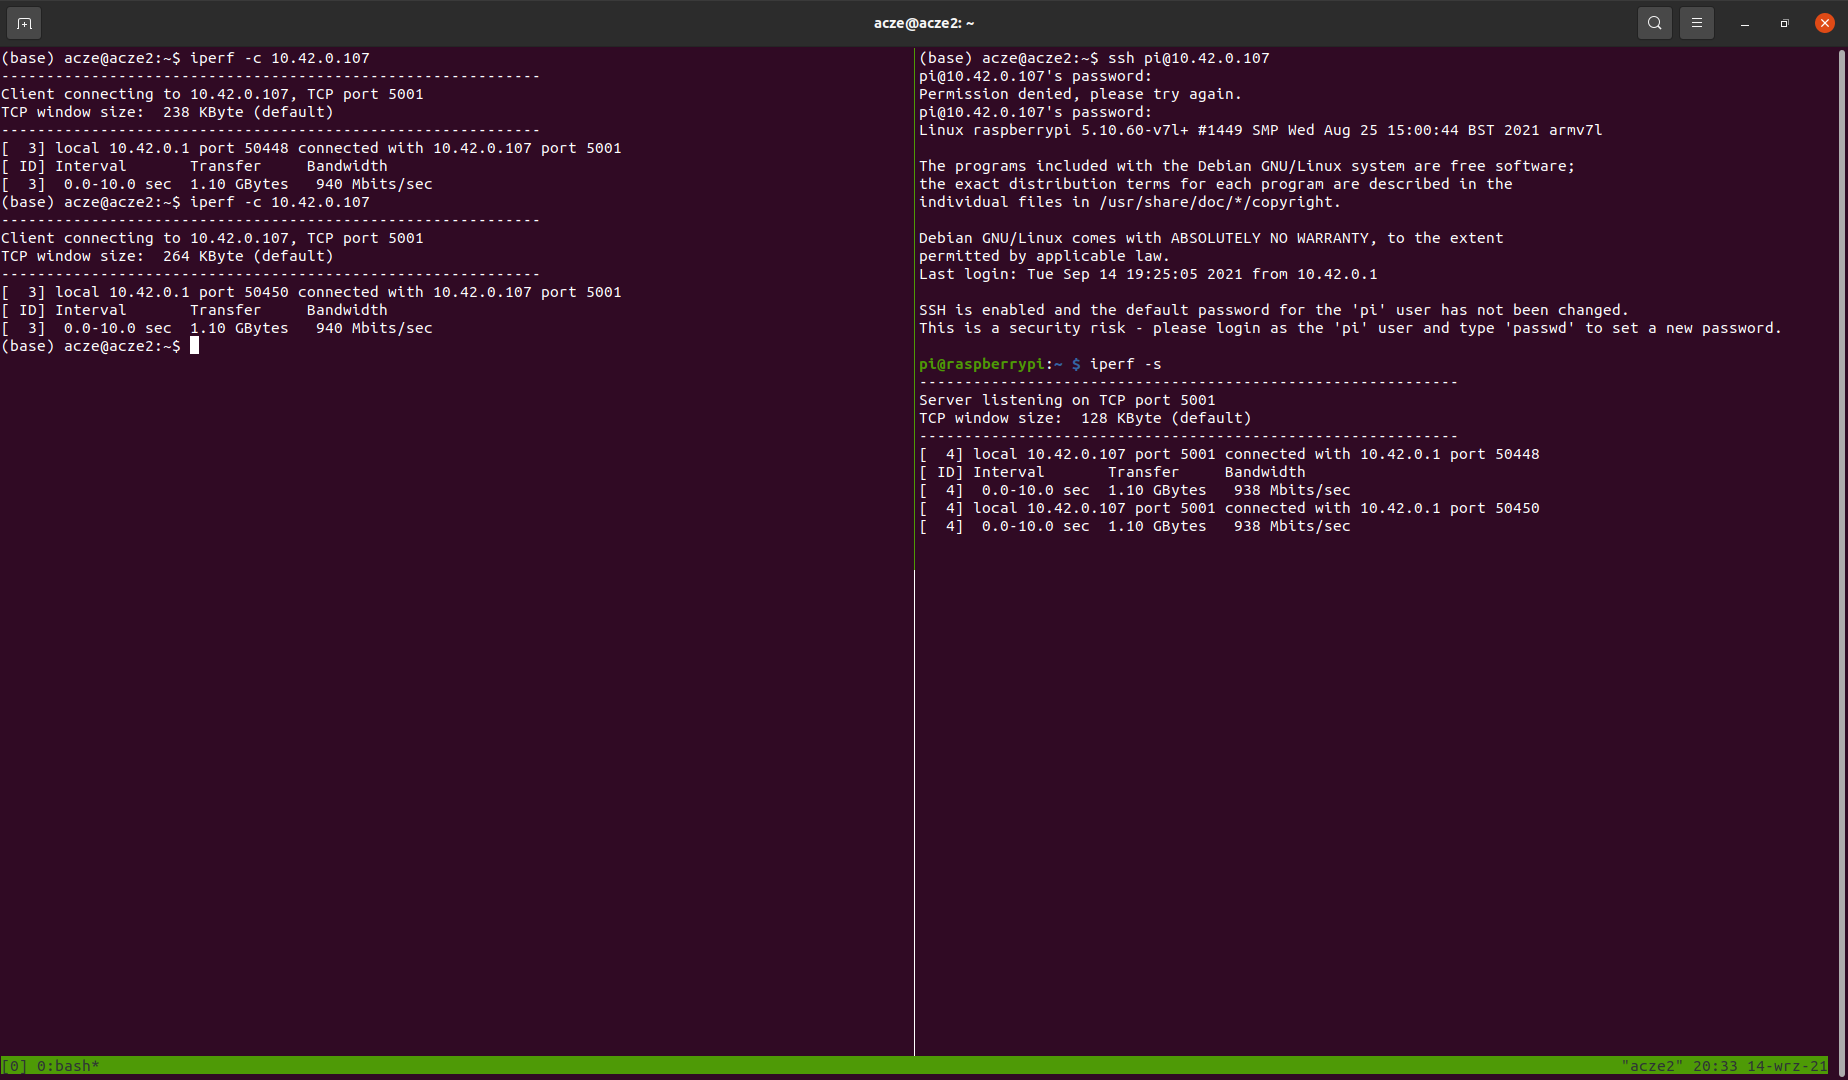 acze@acze2: ~
(base) acze@acze2:~$ iperf -c 10.42.0.107
------------------------------------------------------------
Client connecting to 10.42.0.107, TCP port 5001
TCP window size:  238 KByte (default)
------------------------------------------------------------
[  3] local 10.42.0.1 port 50448 connected with 10.42.0.107 port 5001
[ ID] Interval       Transfer     Bandwidth
[  3]  0.0-10.0 sec  1.10 GBytes   940 Mbits/sec
(base) acze@acze2:~$ iperf -c 10.42.0.107
------------------------------------------------------------
Client connecting to 10.42.0.107, TCP port 5001
TCP window size:  264 KByte (default)
------------------------------------------------------------
[  3] local 10.42.0.1 port 50450 connected with 10.42.0.107 port 5001
[ ID] Interval       Transfer     Bandwidth
[  3]  0.0-10.0 sec  1.10 GBytes   940 Mbits/sec
(base) acze@acze2:~$
(base) acze@acze2:~$ ssh pi@10.42.0.107
pi@10.42.0.107's password:
Permission denied, please try again.
pi@10.42.0.107's password:
Linux raspberrypi 5.10.60-v7l+ #1449 SMP Wed Aug 25 15:00:44 BST 2021 armv7l
The programs included with the Debian GNU/Linux system are free software;
the exact distribution terms for each program are described in the
individual files in /usr/share/doc/*/copyright.
Debian GNU/Linux comes with ABSOLUTELY NO WARRANTY, to the extent
permitted by applicable law.
Last login: Tue Sep 14 19:25:05 2021 from 10.42.0.1
SSH is enabled and the default password for the 'pi' user has not been changed.
This is a security risk - please login as the 'pi' user and type 'passwd' to set a new password.
pi@raspberrypi:~ $ iperf -s
------------------------------------------------------------
Server listening on TCP port 5001
TCP window size:  128 KByte (default)
------------------------------------------------------------
[  4] local 10.42.0.107 port 5001 connected with 10.42.0.1 port 50448
[ ID] Interval       Transfer     Bandwidth
[  4]  0.0-10.0 sec  1.10 GBytes   938 Mbits/sec
[  4] local 10.42.0.107 port 5001 connected with 10.42.0.1 port 50450
[  4]  0.0-10.0 sec  1.10 GBytes   938 Mbits/sec
[0] 0:bash*
"acze2" 20:33 14-wrz-21